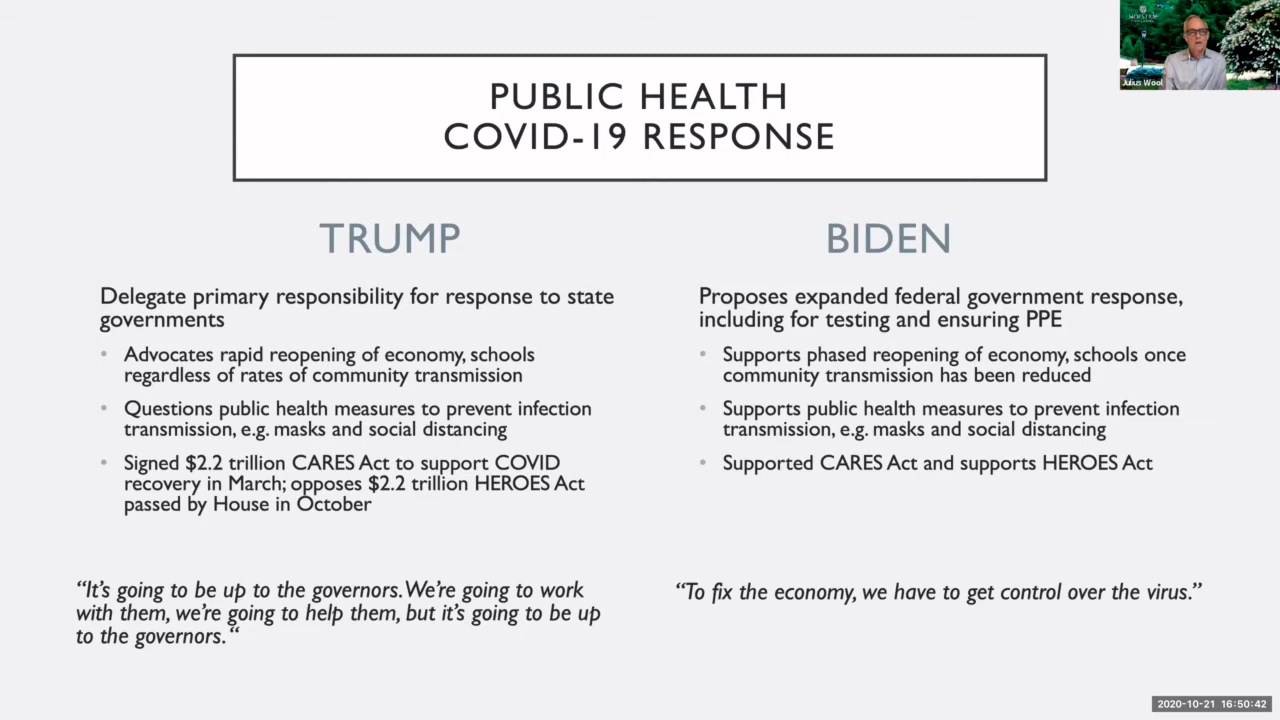 PUBLIC HEALTH
COVID-19 RESPONSE
Julius Wool
TRUMP
Delegate primary responsibility for response to state
governments
• Advocates rapid reopening of economy, schools
regardless of rates of community transmission
• Questions public health measures to prevent infection
transmission, e.g. masks and social distancing
• Signed $2.2 trillion CARES Act to support COVID
recovery in March; opposes $2.2 trillion HEROES Act
passed by House in October
“It’s going to be up to the governors. We’re going to work
with them, we’re going to help them, but it’s going to be up
to the governors. “
BIDEN
Proposes expanded federal government response,
including for testing and ensuring PPE
• Supports phased reopening of economy, schools once
community transmission has been reduced
• Supports public health measures to prevent infection
transmission, e.g. masks and social distancing
• Supported CARES Act and supports HEROES Act
“To fix the economy, we have to get control over the virus.”
2020-10-21 16:50:42